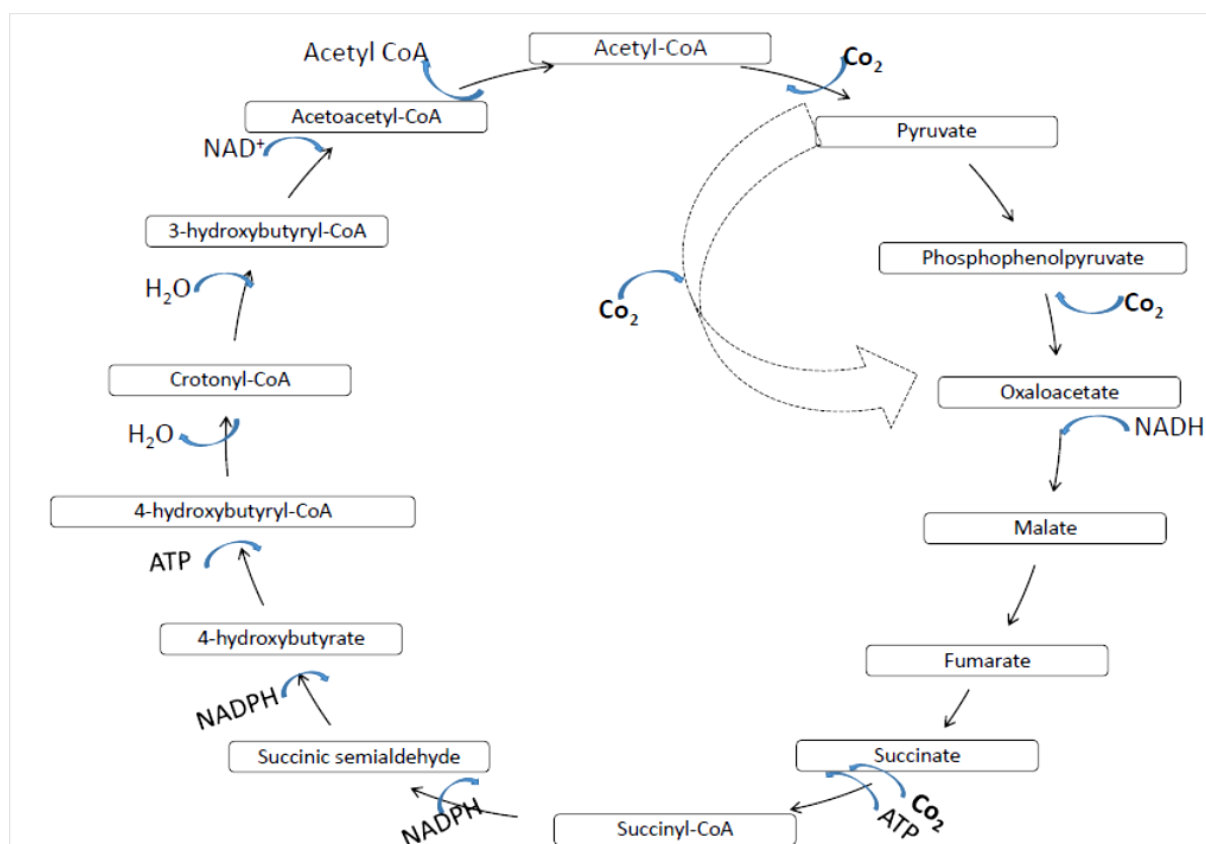 Acetyl CoA
Acetyl-CoA
Co₂
Acetoacetyl-CoA
Pyruvate
NAD⁺
3-hydroxybutyryl-CoA
Phosphophenolpyruvate
H₂O
Co₂
Co₂
Crotonyl-CoA
Oxaloacetate
H₂O
NADH
4-hydroxybutyryl-CoA
Malate
ATP
4-hydroxybutyrate
Fumarate
NADPH
Succinic semialdehyde
Succinate
NADPH
Succinyl-CoA
Co₂
ATP